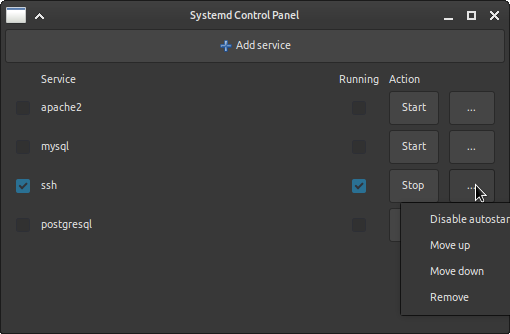 Systemd Control Panel
Add service
Service Running Action
apache2 Start ...
mysql Start ...
ssh Stop ...
postgresql
Disable autostar
Move up
Move down
Remove